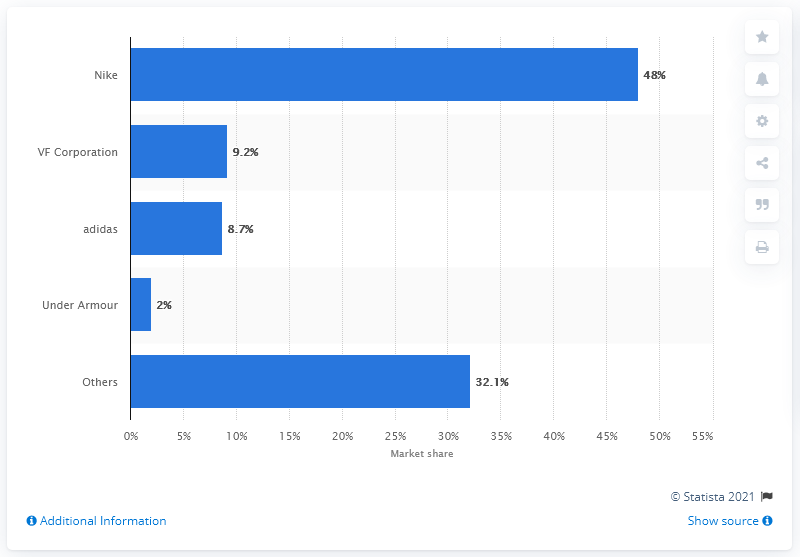 Nike 48%
VF Corporation 9.2%
adidas 8.7%
Under Armour 2%
Others 32.1%
0% 5% 10% 15% 20% 25% 30% 35% 40% 45% 50% 55%
Market share
© Statista 2021
Additional Information Show source